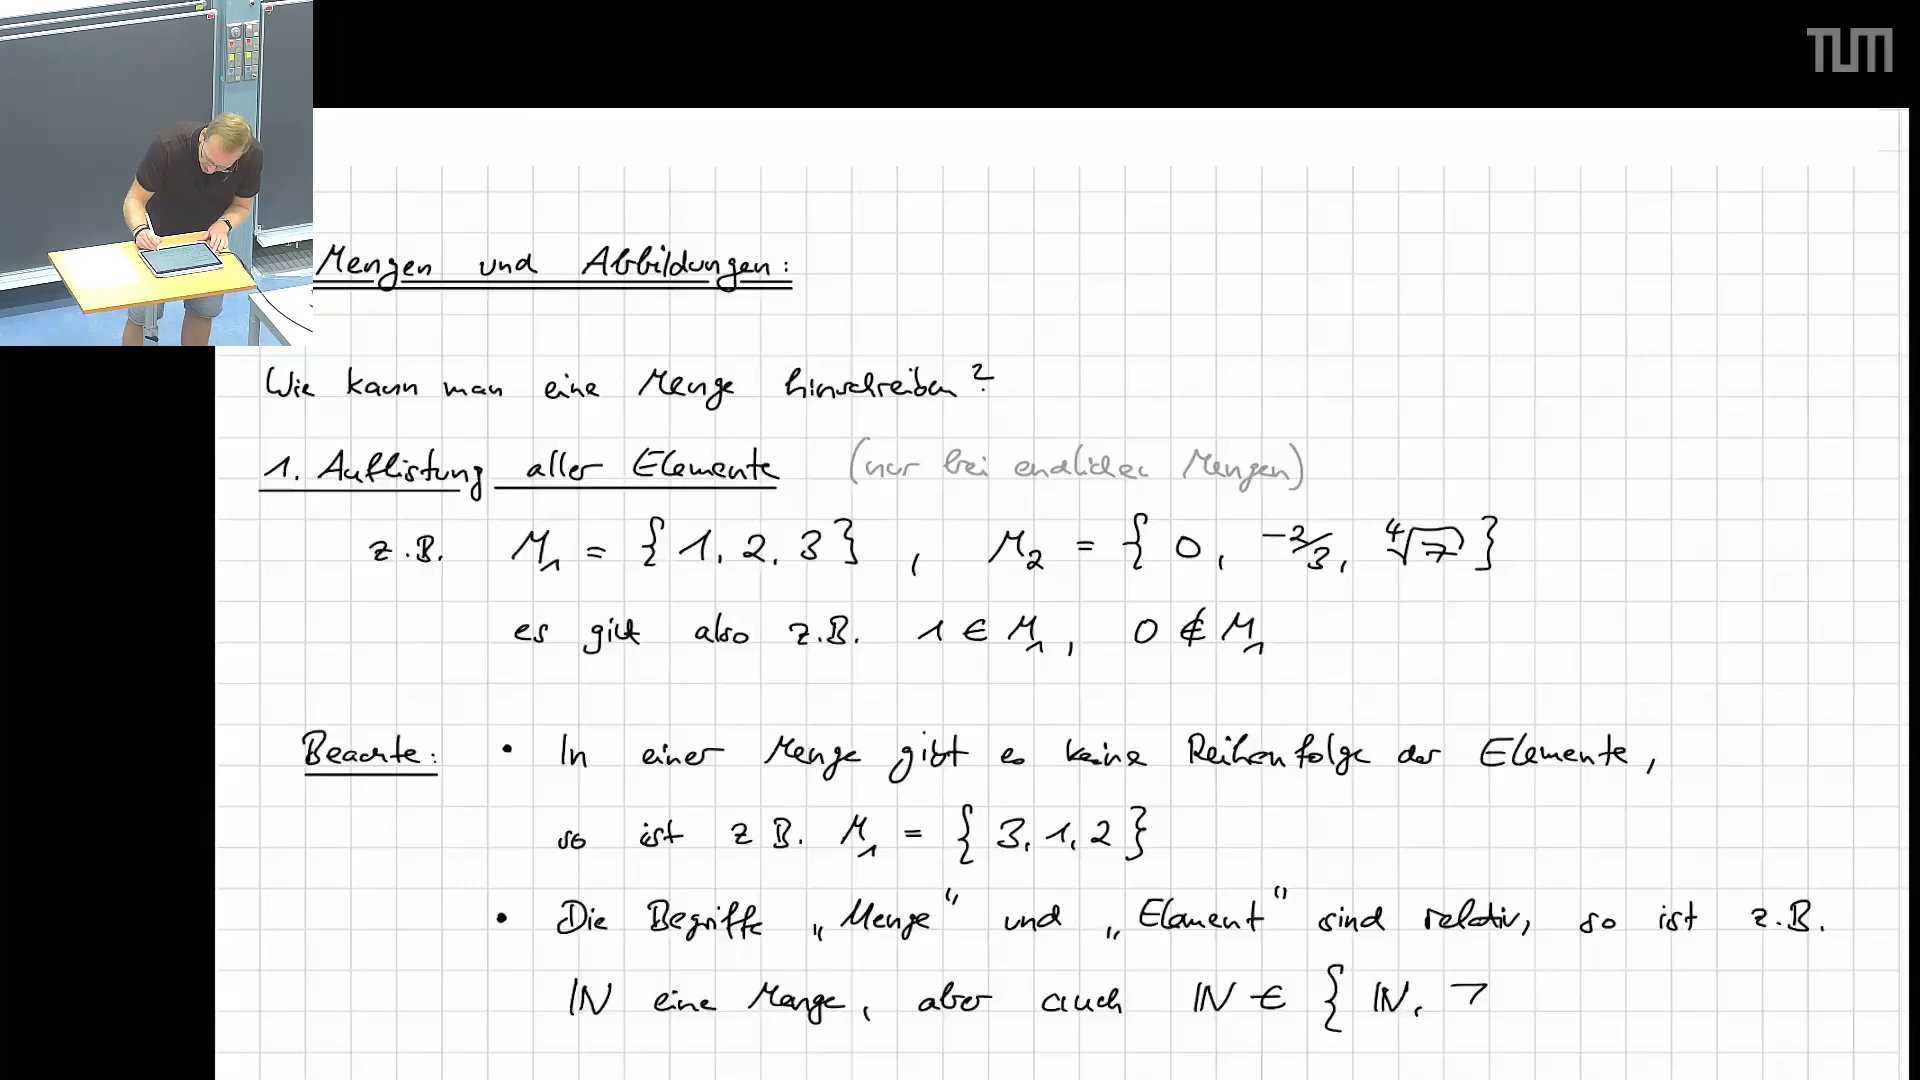 TUM
Mengen und Abbildungen:
Wie kann man eine Menge hinschreiben?
1. Auflistung aller Elemente (nur bei endlichen Mengen)
z.B. M₁ = { 1, 2, 3 } , M₂ = { 0, -2/3, ∜7 }
es gilt also z.B. 1 ∈ M₁, 0 ∉ M₁
Beachte: • In einer Menge gibt es keine Reihenfolge der Elemente,
so ist z B. M₁ = { 3, 1, 2 }
• Die Begriffe „Menge“ und „Element“ sind relativ, so ist z.B.
ℕ eine Menge, aber auch ℕ ∈ { ℕ,